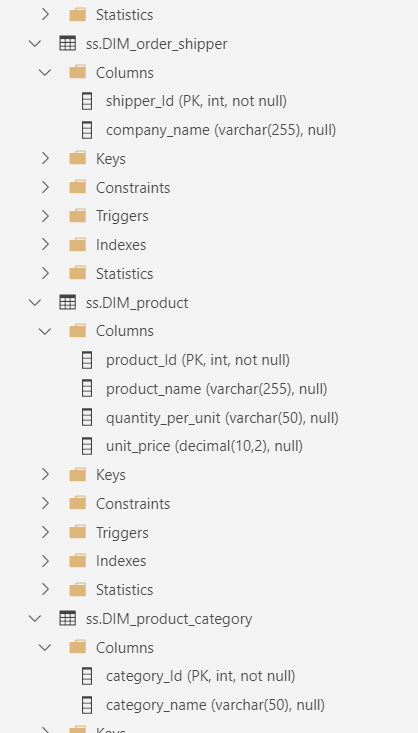 Statistics
ss.DIM_order_shipper
Columns
shipper_Id (PK, int, not null)
company_name (varchar(255), null)
Keys
Constraints
Triggers
Indexes
Statistics
ss.DIM_product
Columns
product_Id (PK, int, not null)
product_name (varchar(255), null)
quantity_per_unit (varchar(50), null)
unit_price (decimal(10,2), null)
Keys
Constraints
Triggers
Indexes
Statistics
ss.DIM_product_category
Columns
category_Id (PK, int, not null)
category_name (varchar(50), null)
Keys